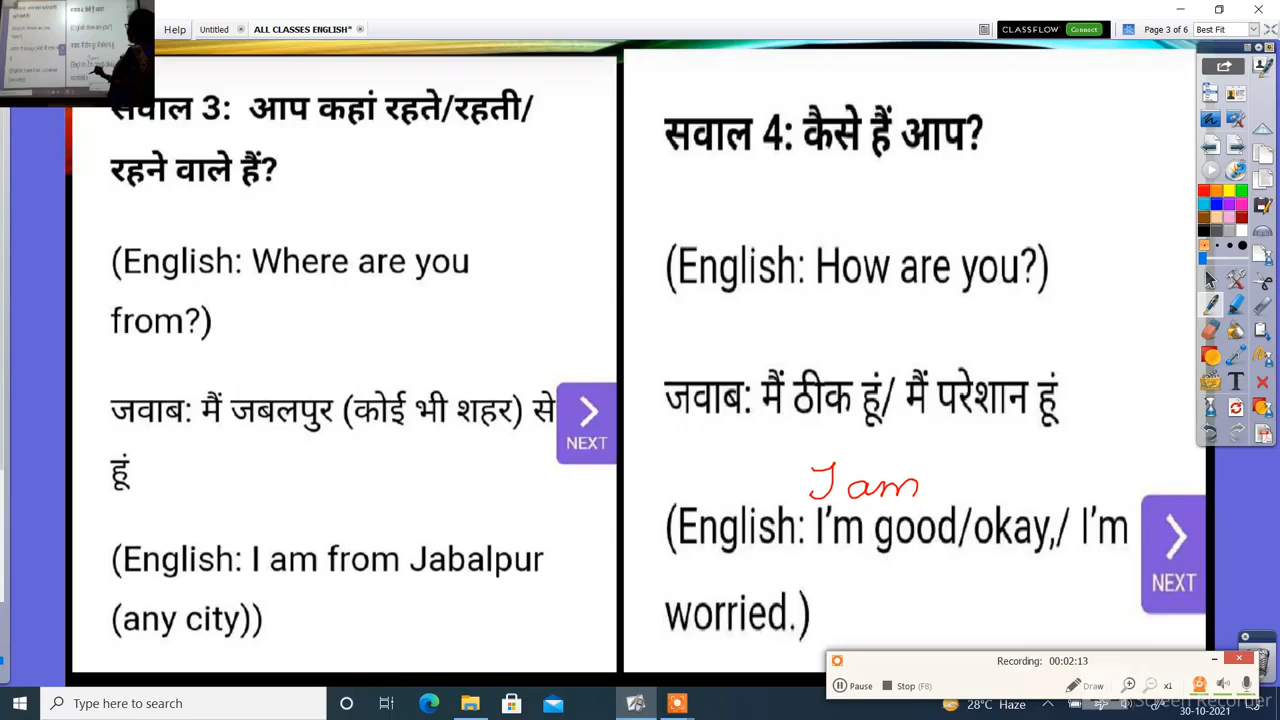 Help
Untitled
ALL CLASSES ENGLISH*
CLASSFLOW
Connect
Page 3 of 6
Best Fit
सवाल 3: आप कहां रहते/रहती/
रहने वाले हैं?
(English: Where are you
from?)
जवाब: मैं जबलपुर (कोई भी शहर) से
हूं
(English: I am from Jabalpur
(any city))
NEXT
सवाल 4: कैसे हैं आप?
(English: How are you?)
जवाब: मैं ठीक हूं/ मैं परेशान हूं
I am
(English: I'm good/okay,/ I'm
worried.)
NEXT
Recording: 00:02:13
Pause
Stop (F8)
Draw
x1
Type here to search
28°C Haze
30-10-2021